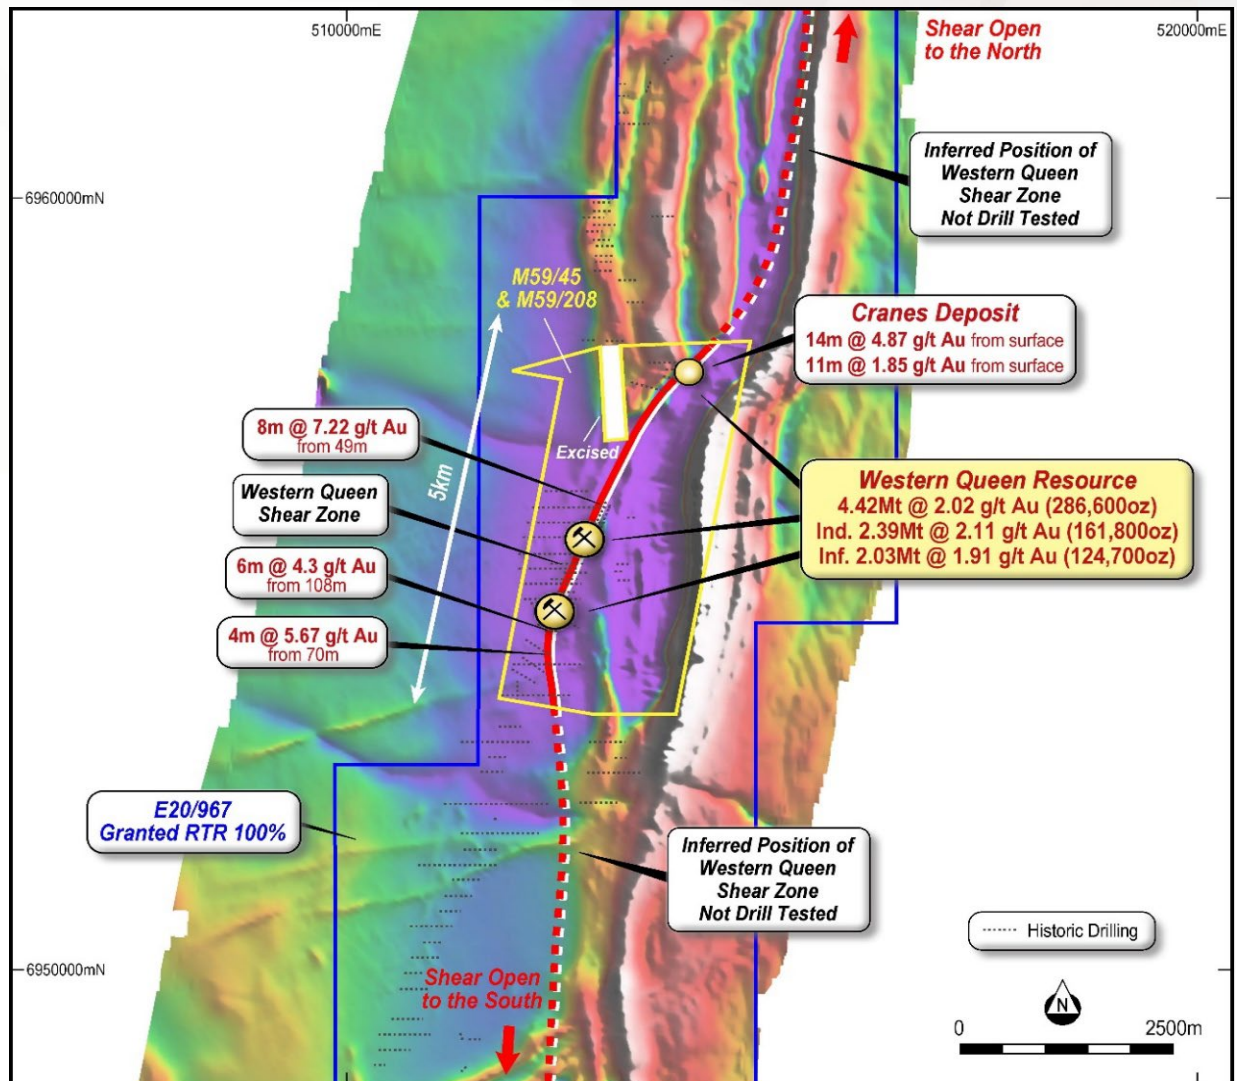 510000mE
520000mE
Shear Open
to the North
Inferred Position of
Western Queen
Shear Zone
Not Drill Tested
6960000mN
M59/45
& M59/208
Cranes Deposit
14m @ 4.87 g/t Au from surface
11m @ 1.85 g/t Au from surface
8m @ 7.22 g/t Au
from 49m
Excised
5km
Western Queen
Shear Zone
Western Queen Resource
4.42Mt @ 2.02 g/t Au (286,600oz)
Ind. 2.39Mt @ 2.11 g/t Au (161,800oz)
Inf. 2.03Mt @ 1.91 g/t Au (124,700oz)
6m @ 4.3 g/t Au
from 108m
4m @ 5.67 g/t Au
from 70m
E20/967
Granted RTR 100%
Inferred Position of
Western Queen
Shear Zone
Not Drill Tested
Historic Drilling
6950000mN
Shear Open
to the South
N
0 2500m